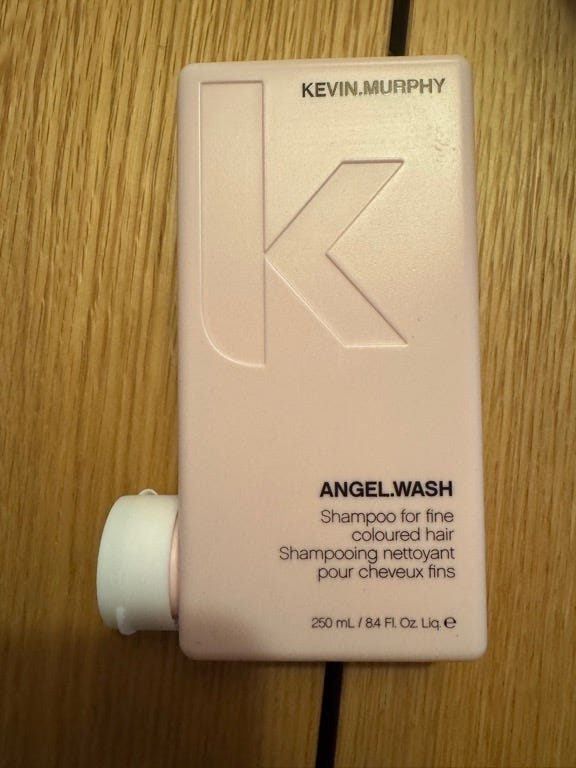 KEVIN.MURPHY
ANGEL.WASH
Shampoo for fine
coloured hair
Shampooing nettoyant
pour cheveux fins
250 mL / 8.4 Fl. Oz. Liq. ℮